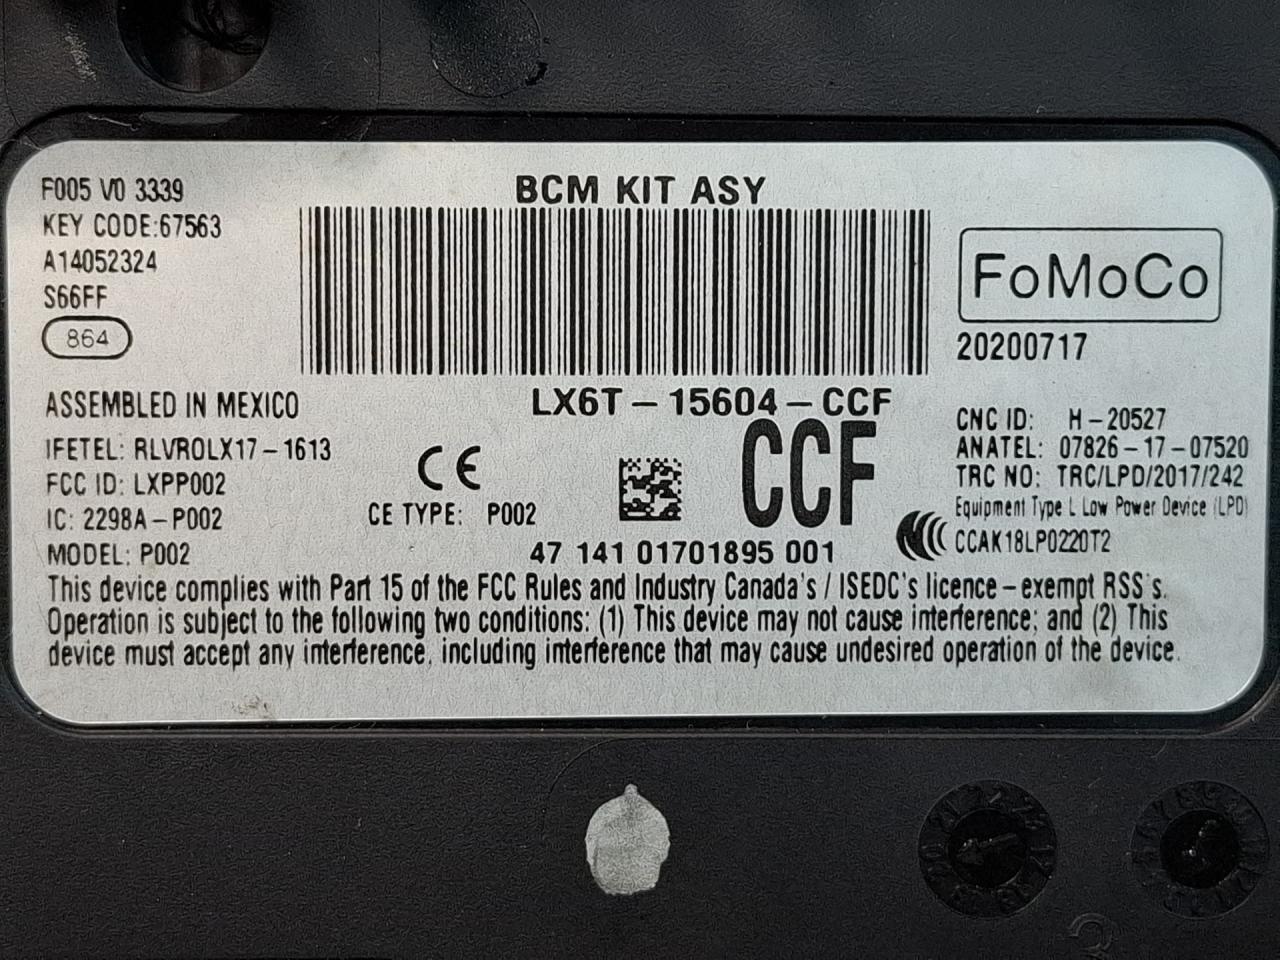 F005 V0 3339
KEY CODE:67563
A14052324
S66FF
864
BCM KIT ASY
FoMoCo
20200717
LX6T-15604-CCF
CCF
ASSEMBLED IN MEXICO
IFETEL: RLVROLX17-1613
FCC ID: LXPP002
IC: 2298A-P002
MODEL: P002
CE
CE TYPE: P002
47 141 01701895 001
CNC ID: H-20527
ANATEL: 07826-17-07520
TRC NO: TRC/LPD/2017/242
Equipment Type L Low Power Device (LPD)
CCAK18LP0220T2
This device complies with Part 15 of the FCC Rules and Industry Canada's / ISEDC's licence-exempt RSS's.
Operation is subject to the following two conditions: (1) This device may not cause interference; and (2) This
device must accept any interference, including interference that may cause undesired operation of the device.